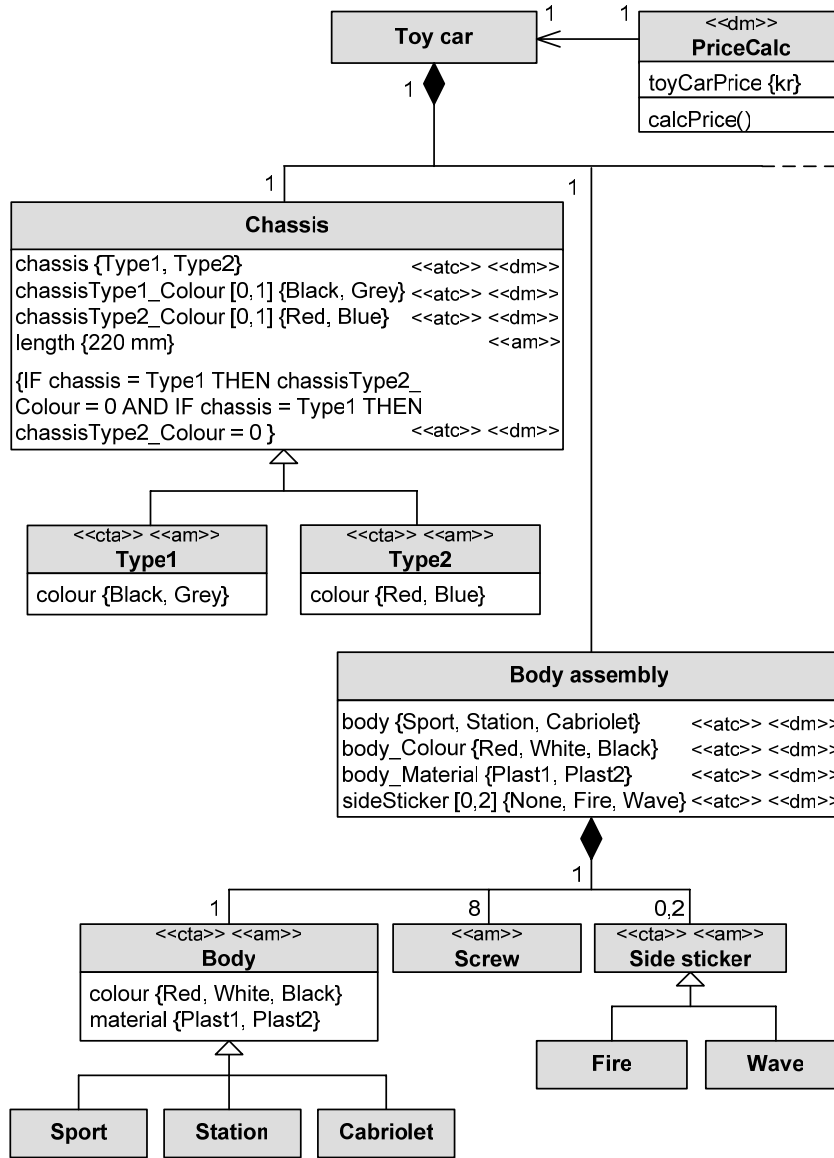 1 1
Toy car
<<dm>>
PriceCalc
toyCarPrice {kr}
calcPrice()
1
1 1
Chassis
chassis {Type1, Type2} <<atc>> <<dm>>
chassisType1_Colour [0,1] {Black, Grey} <<atc>> <<dm>>
chassisType2_Colour [0,1] {Red, Blue} <<atc>> <<dm>>
length {220 mm} <<am>>
{IF chassis = Type1 THEN chassisType2_
Colour = 0 AND IF chassis = Type1 THEN
chassisType2_Colour = 0 } <<atc>> <<dm>>
<<cta>> <<am>>
Type1
colour {Black, Grey}
<<cta>> <<am>>
Type2
colour {Red, Blue}
Body assembly
body {Sport, Station, Cabriolet} <<atc>> <<dm>>
body_Colour {Red, White, Black} <<atc>> <<dm>>
body_Material {Plast1, Plast2} <<atc>> <<dm>>
sideSticker [0,2] {None, Fire, Wave} <<atc>> <<dm>>
1
1 8 0,2
<<cta>> <<am>>
Body
colour {Red, White, Black}
material {Plast1, Plast2}
<<am>>
Screw
<<cta>> <<am>>
Side sticker
Fire
Wave
Sport
Station
Cabriolet